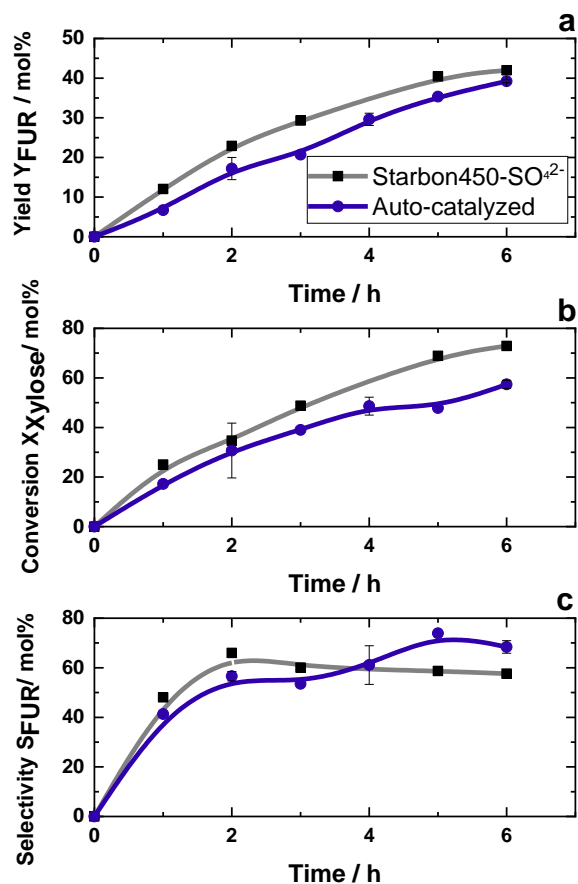 a
50
40
30
20
10
0
Yield YFUR / mol%
Starbon450-SO⁴²⁻
Auto-catalyzed
0 2 4 6
Time / h
b
80
60
40
20
0
Conversion XXylose/ mol%
0 2 4 6
Time / h
c
80
60
40
20
0
Selectivity SFUR/ mol%
0 2 4 6
Time / h